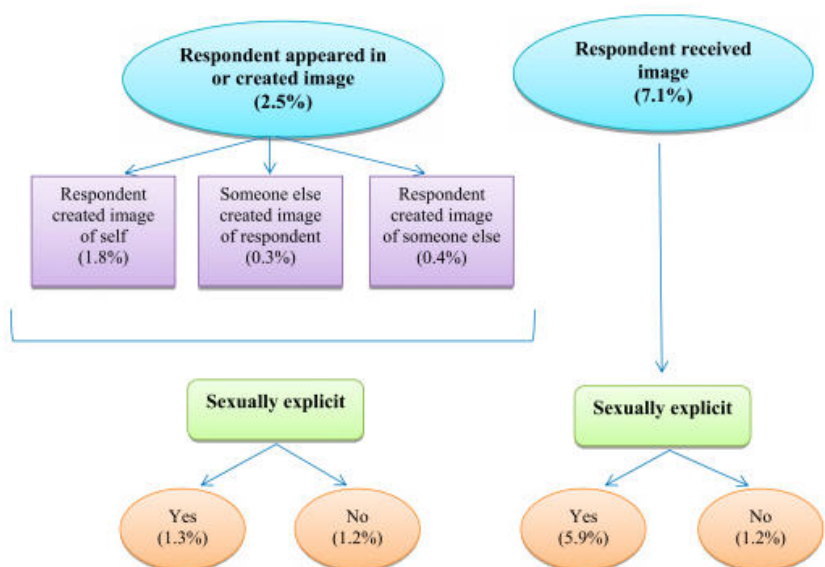 Respondent appeared in
or created image
(2.5%)
Respondent received
image
(7.1%)
Respondent
created image
of self
(1.8%)
Someone else
created image
of respondent
(0.3%)
Respondent
created image
of someone else
(0.4%)
Sexually explicit
Sexually explicit
Yes
(1.3%)
No
(1.2%)
Yes
(5.9%)
No
(1.2%)